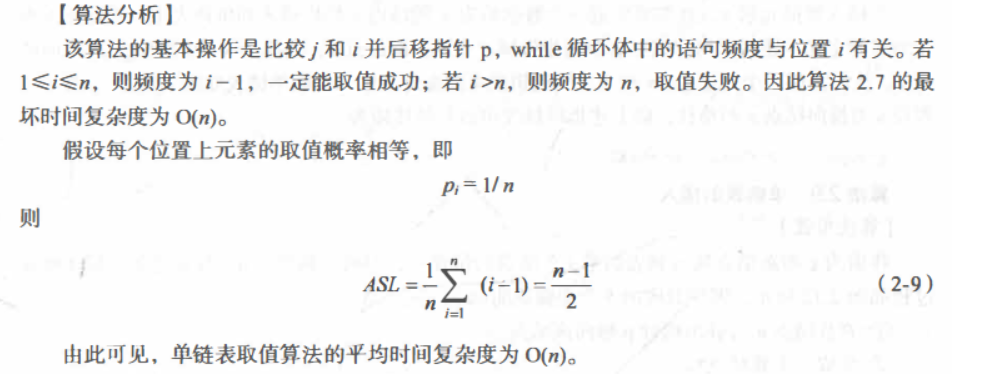 【算法分析】
该算法的基本操作是比较 j 和 i 并后移指针 p，while 循环体中的语句频度与位置 i 有关。若
1≤i≤n，则频度为 i−1，一定能取值成功；若 i>n，则频度为 n，取值失败。因此算法 2.7 的最
坏时间复杂度为 O(n)。
假设每个位置上元素的取值概率相等，即
pᵢ = 1/n
则
ASL = \frac{1}{n}\sum_{i=1}^{n}(i−1) = \frac{n−1}{2} （2-9）
由此可见，单链表取值算法的平均时间复杂度为 O(n)。